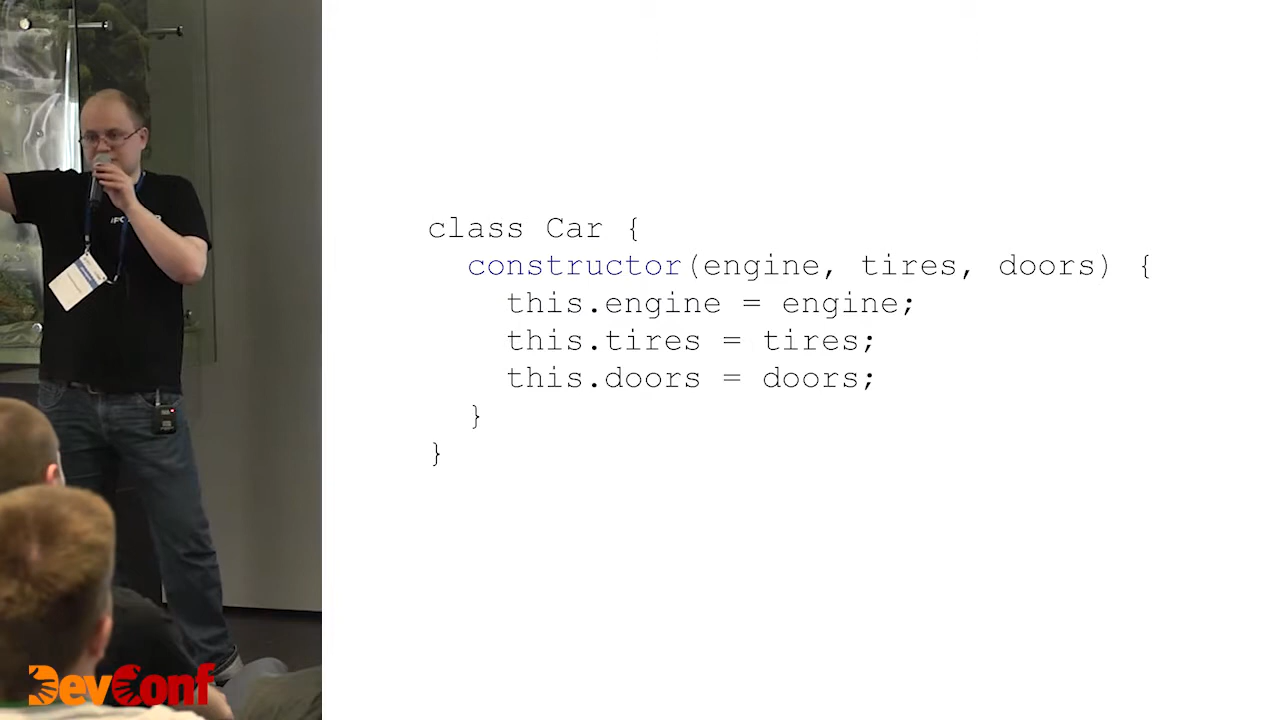 class Car {
constructor(engine, tires, doors) {
this.engine = engine;
this.tires = tires;
this.doors = doors;
}
}
DevConf